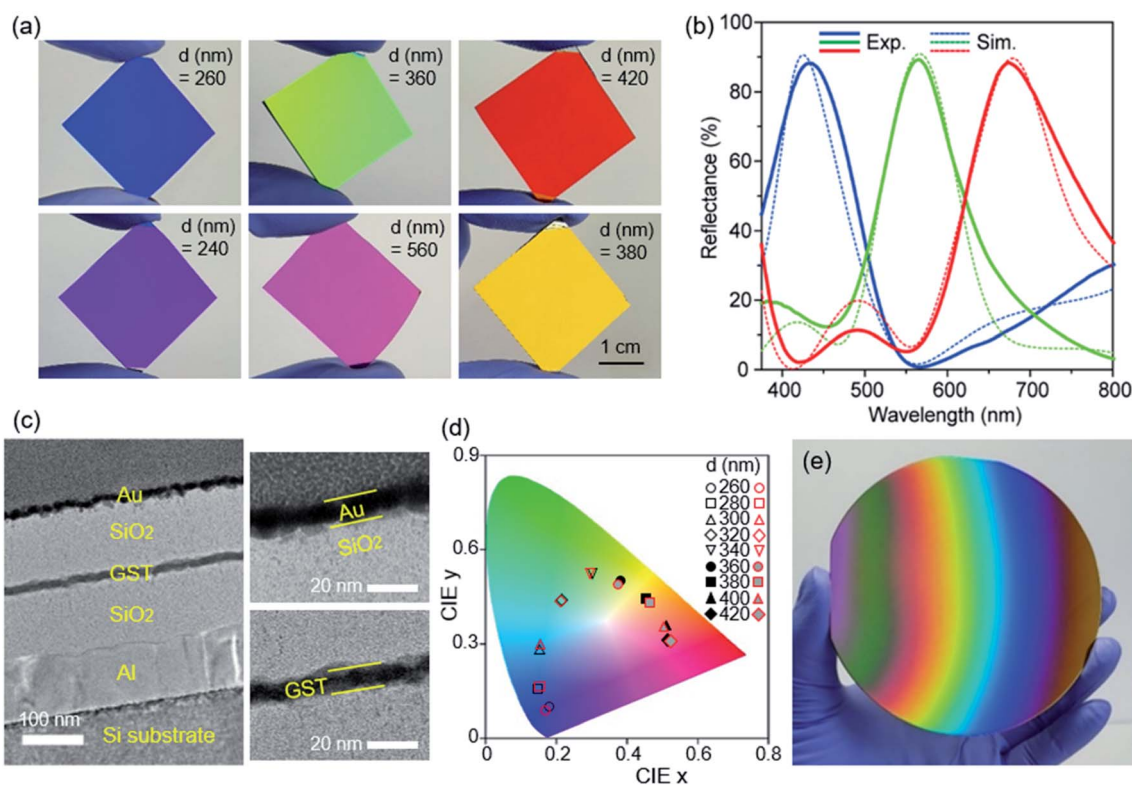 (a)
d (nm)
= 260
d (nm)
= 360
d (nm)
= 420
d (nm)
= 240
d (nm)
= 560
d (nm)
= 380
1 cm
(b)
Exp.
Sim.
Reflectance (%)
100
80
60
40
20
0
400
500
600
700
800
Wavelength (nm)
(c)
Au
SiO2
GST
SiO2
Al
100 nm
Si substrate
Au
SiO2
20 nm
GST
20 nm
(d)
CIE y
0.9
0.6
0.3
0
0.2
0.4
0.6
0.8
CIE x
d (nm)
260
280
300
320
340
360
380
400
420
(e)